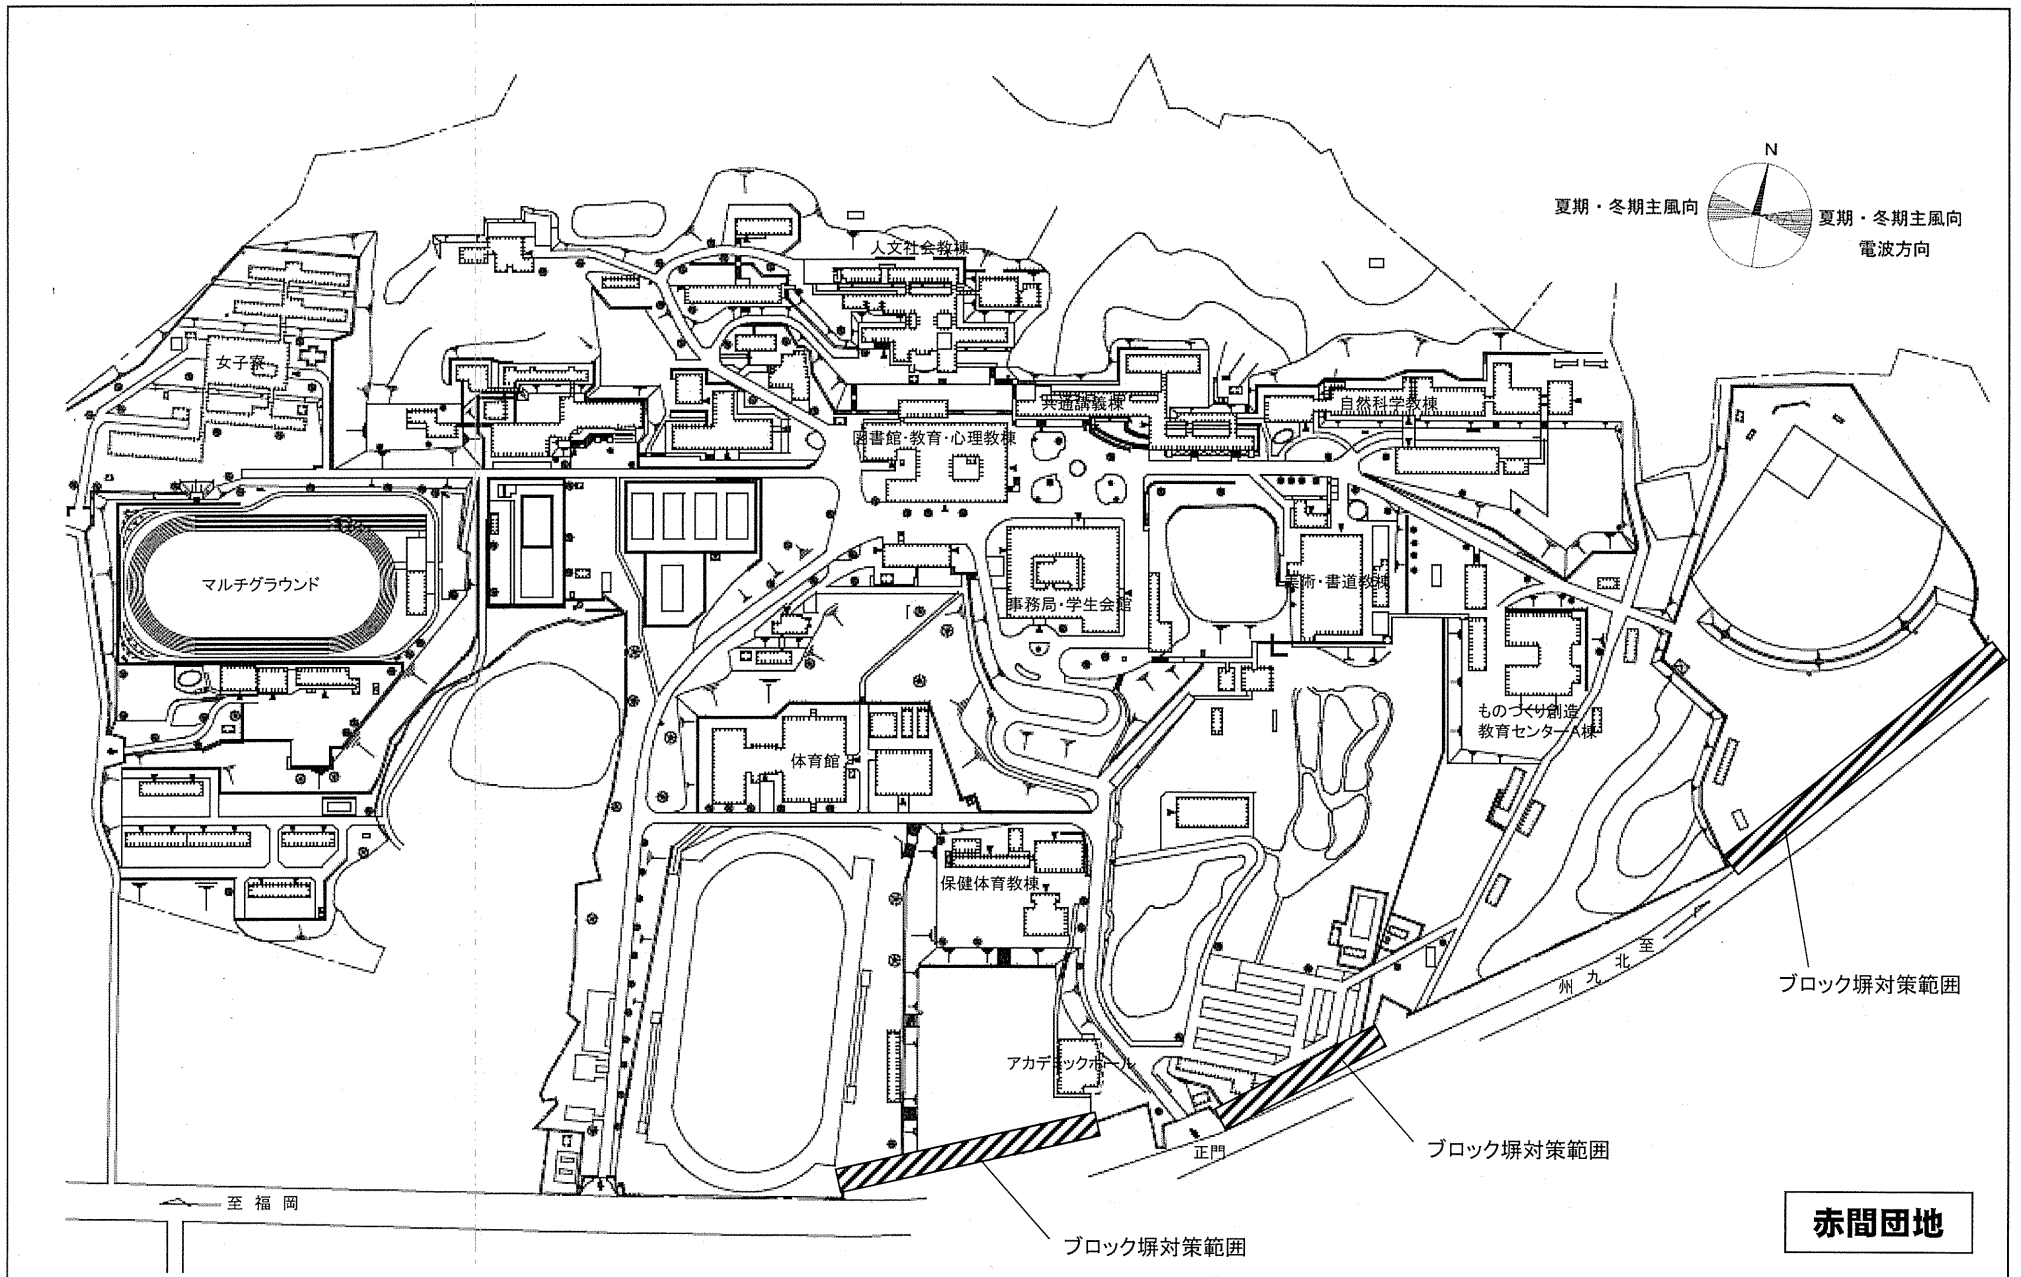 N
夏期・冬期主風向
夏期・冬期主風向
電波方向
人文社会教棟
女子寮
共通講義棟
自然科学教棟
図書館・教育・心理教棟
マルチグラウンド
美術・書道教棟
事務局・学生会館
ものづくり創造
教育センターA棟
体育館
保健体育教棟
至北九州
ブロック塀対策範囲
アカデミックホール
正門
ブロック塀対策範囲
至福岡
ブロック塀対策範囲
赤間団地